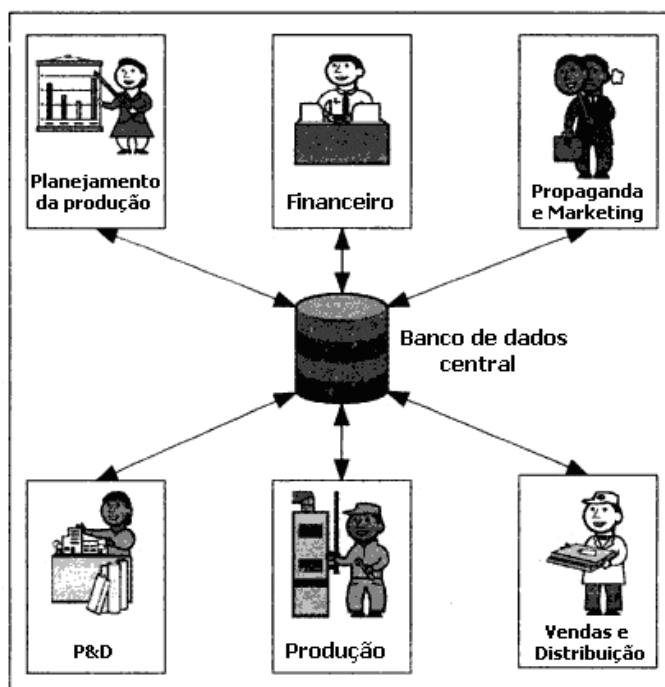 Planejamento
da produção
Financeiro
Propaganda
e Marketing
Banco de dados
central
P&D
Produção
Vendas e
Distribuição